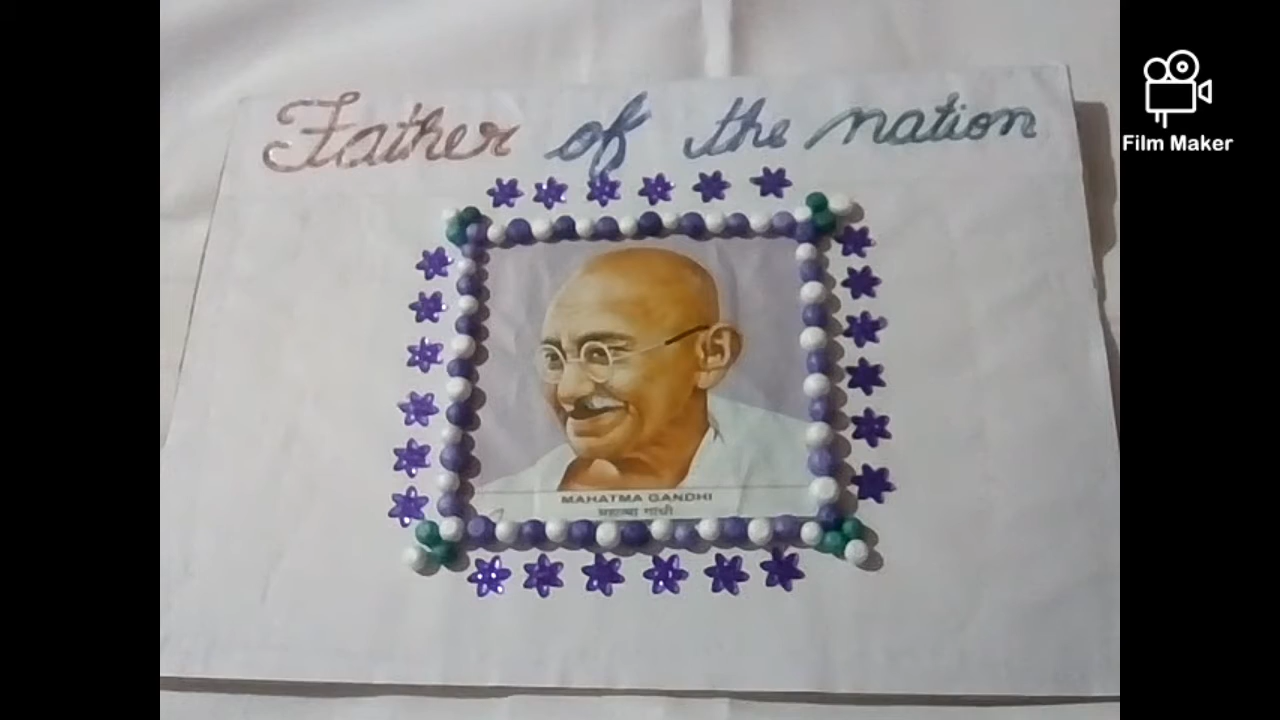 Father of the nation
MAHATMA GANDHI
महात्मा गांधी
Film Maker